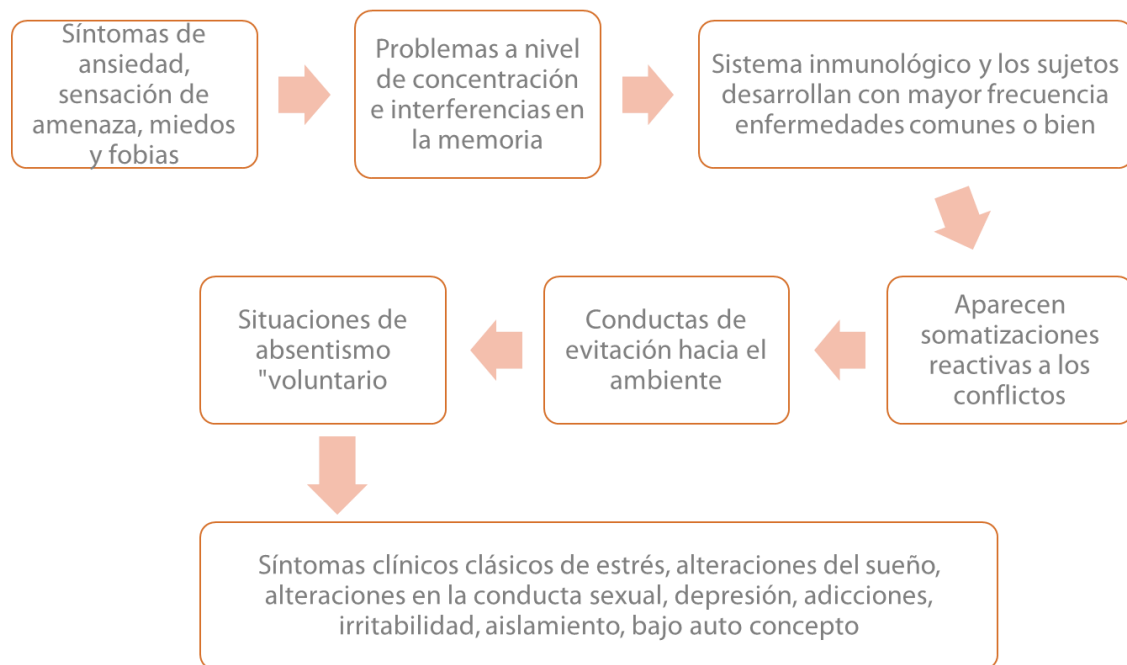 Síntomas de
ansiedad,
sensación de
amenaza, miedos
y fobias
Problemas a nivel
de concentración
e interferencias en
la memoria
Sistema inmunológico y los sujetos
desarrollan con mayor frecuencia
enfermedades comunes o bien
Aparecen
somatizaciones
reactivas a los
conflictos
Conductas de
evitación hacia el
ambiente
Situaciones de
absentismo
"voluntario
Síntomas clínicos clásicos de estrés, alteraciones del sueño,
alteraciones en la conducta sexual, depresión, adicciones,
irritabilidad, aislamiento, bajo auto concepto